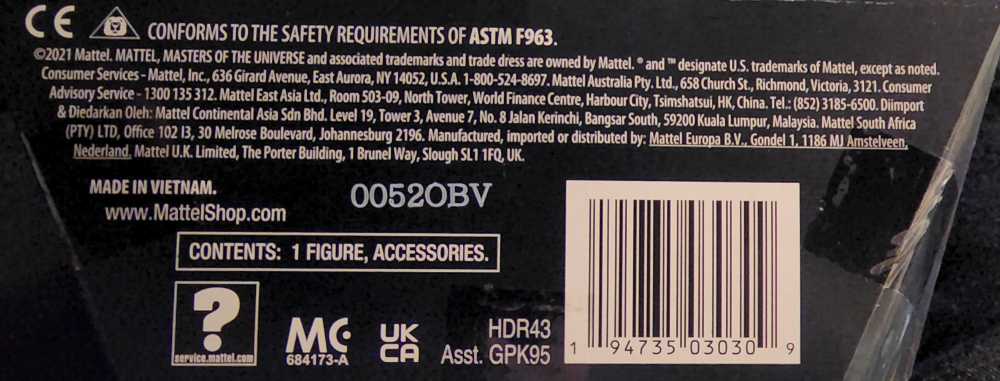 CE CONFORMS TO THE SAFETY REQUIREMENTS OF ASTM F963.
©2021 Mattel. MATTEL, MASTERS OF THE UNIVERSE and associated trademarks and trade dress are owned by Mattel. ® and ™ designate U.S. trademarks of Mattel, except as noted.
Consumer Services - Mattel, Inc., 636 Girard Avenue, East Aurora, NY 14052, U.S.A. 1-800-524-8697. Mattel Australia Pty. Ltd., 658 Church St., Richmond, Victoria, 3121. Consumer
Advisory Service - 1300 135 312. Mattel East Asia Ltd., Room 503-09, North Tower, World Finance Centre, Harbour City, Tsimshatsui, HK, China. Tel.: (852) 3185-6500. Diimport
& Diedarkan Oleh: Mattel Continental Asia Sdn Bhd. Level 19, Tower 3, Avenue 7, No. 8 Jalan Kerinchi, Bangsar South, 59200 Kuala Lumpur, Malaysia. Mattel South Africa
(PTY) LTD, Office 102 I3, 30 Melrose Boulevard, Johannesburg 2196. Manufactured, imported or distributed by: Mattel Europa B.V., Gondel 1, 1186 MJ Amstelveen,
Nederland. Mattel U.K. Limited, The Porter Building, 1 Brunel Way, Slough SL1 1FQ, UK.
MADE IN VIETNAM.
www.MattelShop.com
0052OBV
CONTENTS: 1 FIGURE, ACCESSORIES.
?
service.mattel.com
MC
684173-A
UK
CA
HDR43
Asst. GPK95
1 94735 03030 9